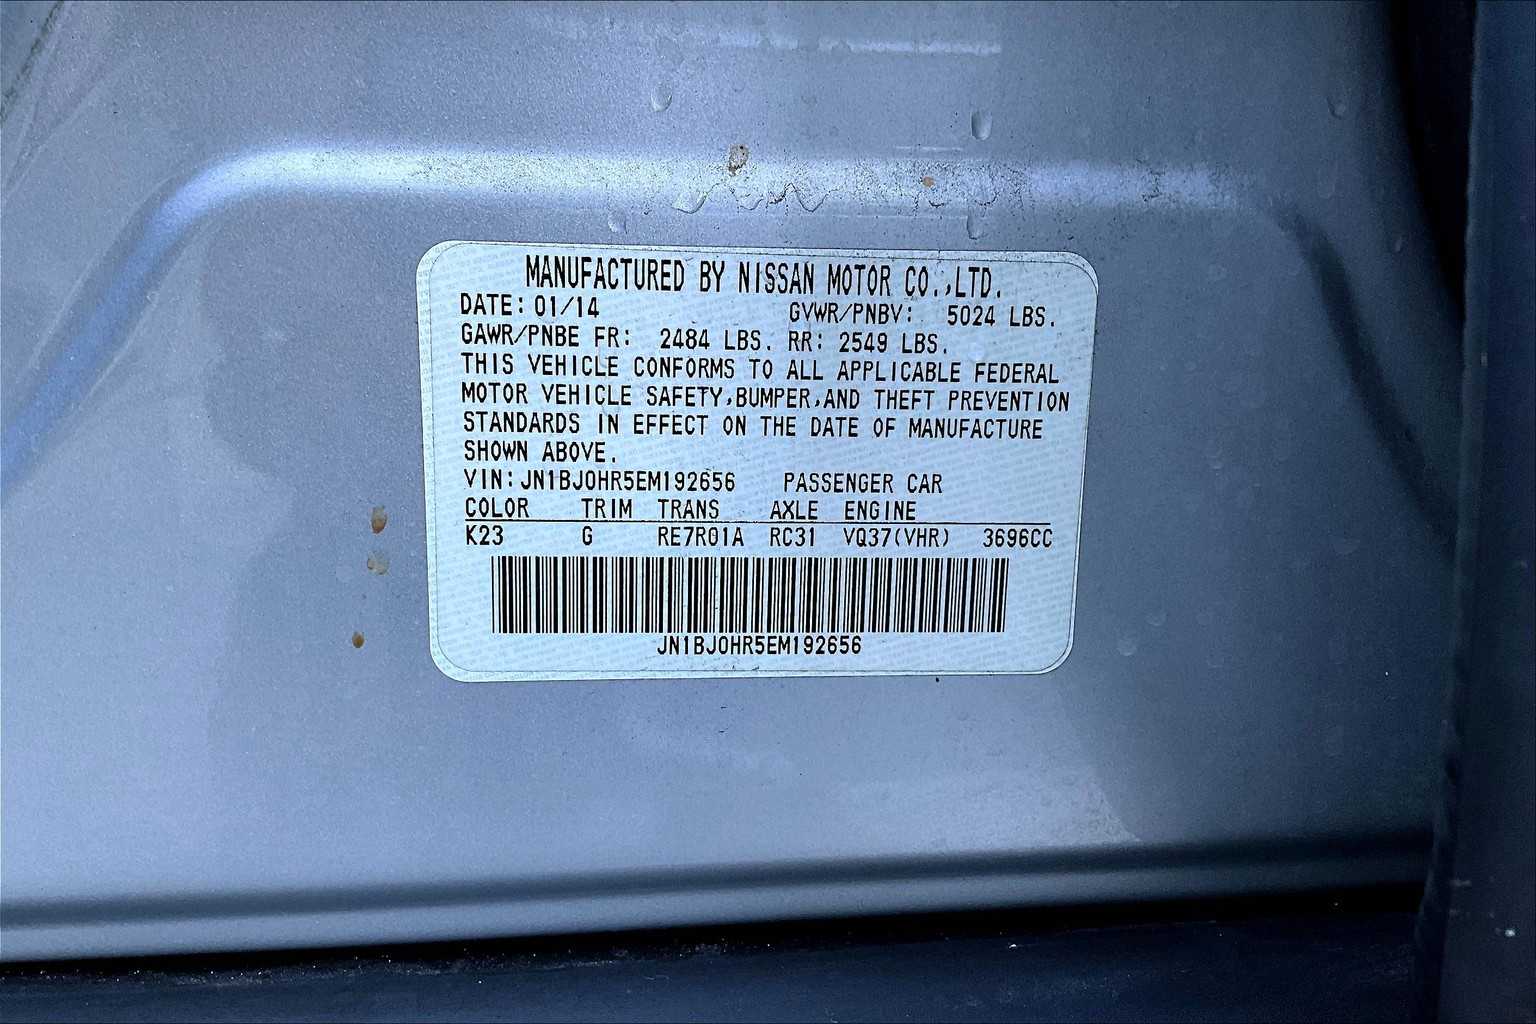 MANUFACTURED BY NISSAN MOTOR CO.,LTD.
DATE: 01/14 GVWR/PNBV: 5024 LBS.
GAWR/PNBE FR: 2484 LBS. RR: 2549 LBS.
THIS VEHICLE CONFORMS TO ALL APPLICABLE FEDERAL
MOTOR VEHICLE SAFETY,BUMPER,AND THEFT PREVENTION
STANDARDS IN EFFECT ON THE DATE OF MANUFACTURE
SHOWN ABOVE.
VIN:JN1BJ0HR5EM192656 PASSENGER CAR
COLOR TRIM TRANS AXLE ENGINE
K23 G RE7R01A RC31 VQ37(VHR) 3696CC
JN1BJ0HR5EM192656